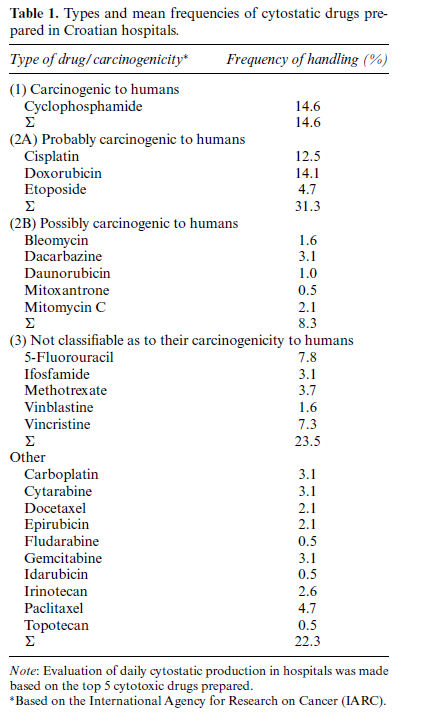 Table 1. Types and mean frequencies of cytostatic drugs pre-
pared in Croatian hospitals.
Type of drug/carcinogenicity* Frequency of handling (%)
(1) Carcinogenic to humans
Cyclophosphamide 14.6
Σ 14.6
(2A) Probably carcinogenic to humans
Cisplatin 12.5
Doxorubicin 14.1
Etoposide 4.7
Σ 31.3
(2B) Possibly carcinogenic to humans
Bleomycin 1.6
Dacarbazine 3.1
Daunorubicin 1.0
Mitoxantrone 0.5
Mitomycin C 2.1
Σ 8.3
(3) Not classifiable as to their carcinogenicity to humans
5-Fluorouracil 7.8
Ifosfamide 3.1
Methotrexate 3.7
Vinblastine 1.6
Vincristine 7.3
Σ 23.5
Other
Carboplatin 3.1
Cytarabine 3.1
Docetaxel 2.1
Epirubicin 2.1
Fludarabine 0.5
Gemcitabine 3.1
Idarubicin 0.5
Irinotecan 2.6
Paclitaxel 4.7
Topotecan 0.5
Σ 22.3
Note: Evaluation of daily cytostatic production in hospitals was made
based on the top 5 cytotoxic drugs prepared.
*Based on the International Agency for Research on Cancer (IARC).